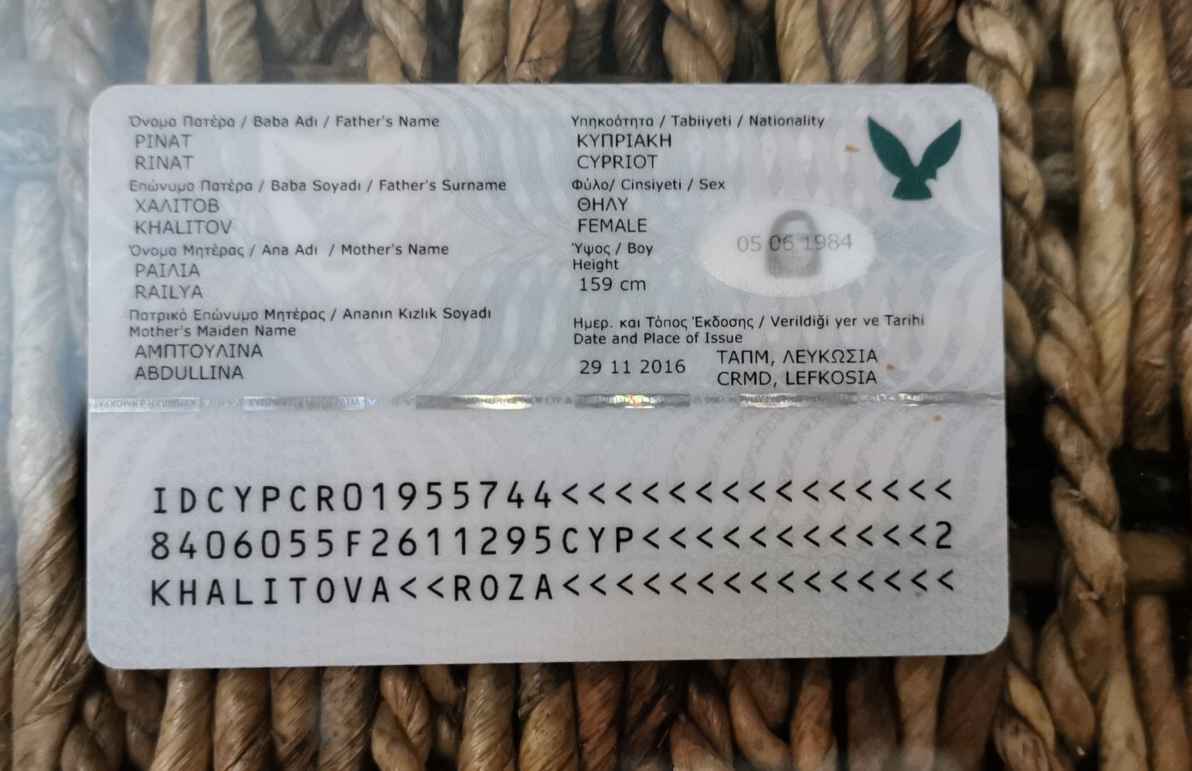 Όνομα Πατέρα / Baba Adı / Father's Name
ΡΙΝΑΤ
RINAT
Επώνυμο Πατέρα / Baba Soyadı / Father's Surname
ΧΑΛΙΤΟΒ
KHALITOV
Όνομα Μητέρας / Ana Adı / Mother's Name
ΡΑΙΛΙΑ
RAILYA
Πατρικό Επώνυμο Μητέρας / Ananın Kızlık Soyadı
Mother's Maiden Name
ΑΜΠΤΟΥΛΙΝΑ
ABDULLINA
Υπηκοότητα / Tabiiyeti / Nationality
ΚΥΠΡΙΑΚΗ
CYPRIOT
Φύλο/ Cinsiyeti / Sex
ΘΗΛΥ
FEMALE
Ύψος / Boy
Height
159 cm
05 06 1984
Ημερ. και Τόπος Έκδοσης / Verildiği yer ve Tarihi
Date and Place of Issue
29 11 2016
ΤΑΠΜ, ΛΕΥΚΩΣΙΑ
CRMD, LEFKOSIA
IDCYPCR01955744<<<<<<<<<<<<<<<
8406055F2611295CYP<<<<<<<<<<<2
KHALITOVA<<ROZA<<<<<<<<<<<<<<<